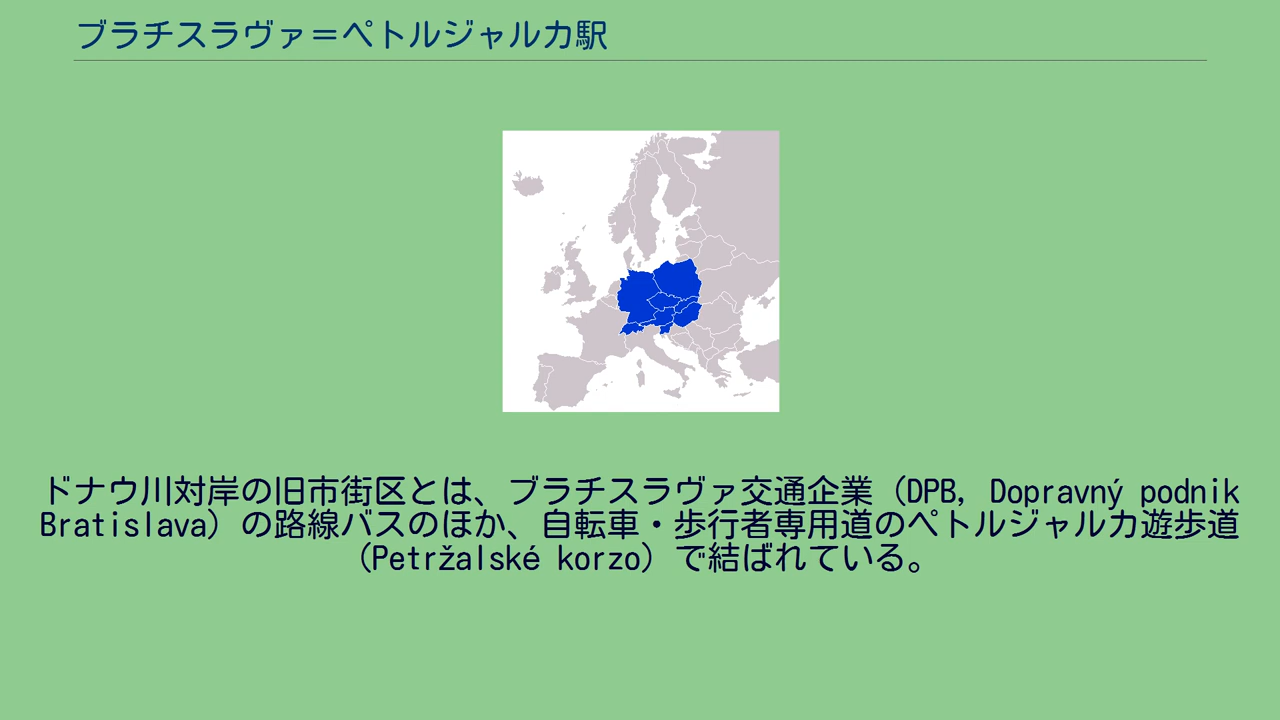 ブラチスラヴァ＝ペトルジャルカ駅
ドナウ川対岸の旧市街区とは、ブラチスラヴァ交通企業（DPB, Dopravný podnik
Bratislava）の路線バスのほか、自転車・歩行者専用道のペトルジャルカ遊歩道
（Petržalské korzo）で結ばれている。